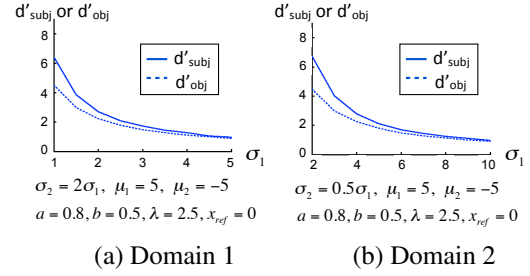 d'subj or d'obj
d'subj or d'obj
8
6
4
2
0
1 2 3 4 5
σ₁
d'subj
d'obj
8
6
4
2
0
2 4 6 8 10
σ₁
d'subj
d'obj
σ₂ = 2σ₁, μ₁ = 5, μ₂ = −5
a = 0.8, b = 0.5, λ = 2.5, x_ref = 0
σ₂ = 0.5σ₁, μ₁ = 5, μ₂ = −5
a = 0.8, b = 0.5, λ = 2.5, x_ref = 0
(a) Domain 1
(b) Domain 2